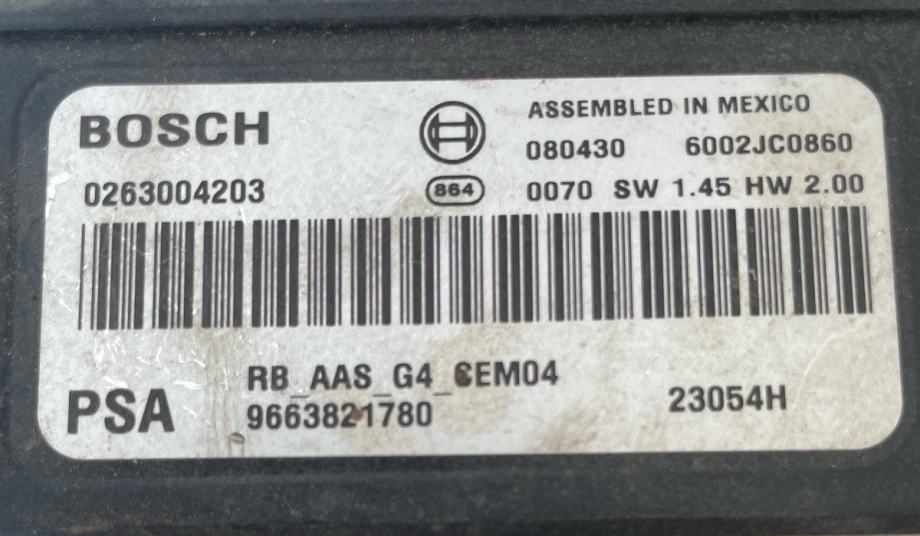 BOSCH
ASSEMBLED IN MEXICO
080430 6002JC0860
0263004203
864
0070 SW 1.45 HW 2.00
RB_AAS_G4_CEM04
PSA
9663821780
23054H